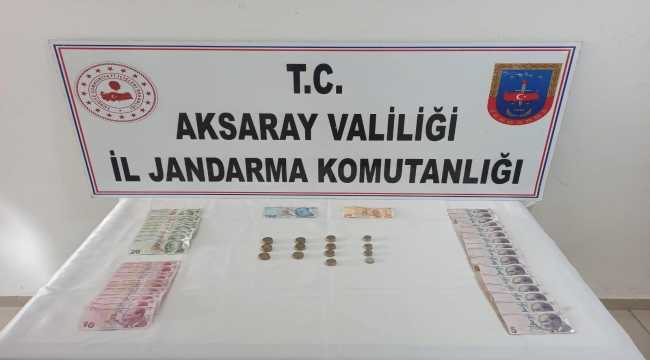 T.C.
AKSARAY VALİLİĞİ
İL JANDARMA KOMUTANLIĞI